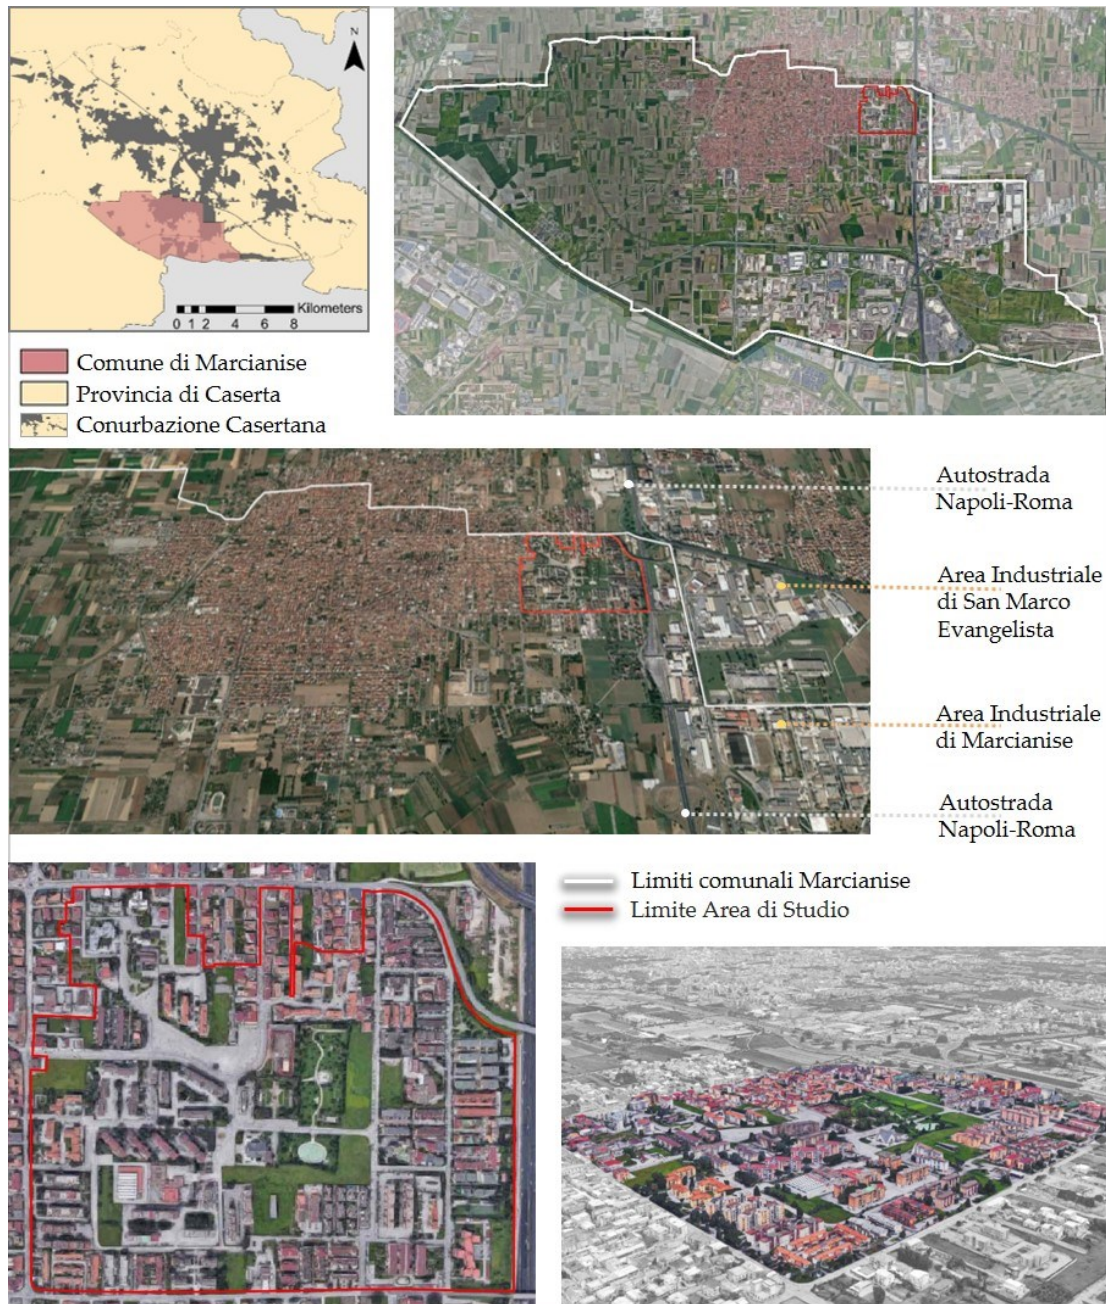 N
Kilometers
0 1 2 4 6 8
Comune di Marcianise
Provincia di Caserta
Conurbazione Casertana
Autostrada
Napoli-Roma
Area Industriale
di San Marco
Evangelista
Area Industriale
di Marcianise
Autostrada
Napoli-Roma
Limiti comunali Marcianise
Limite Area di Studio